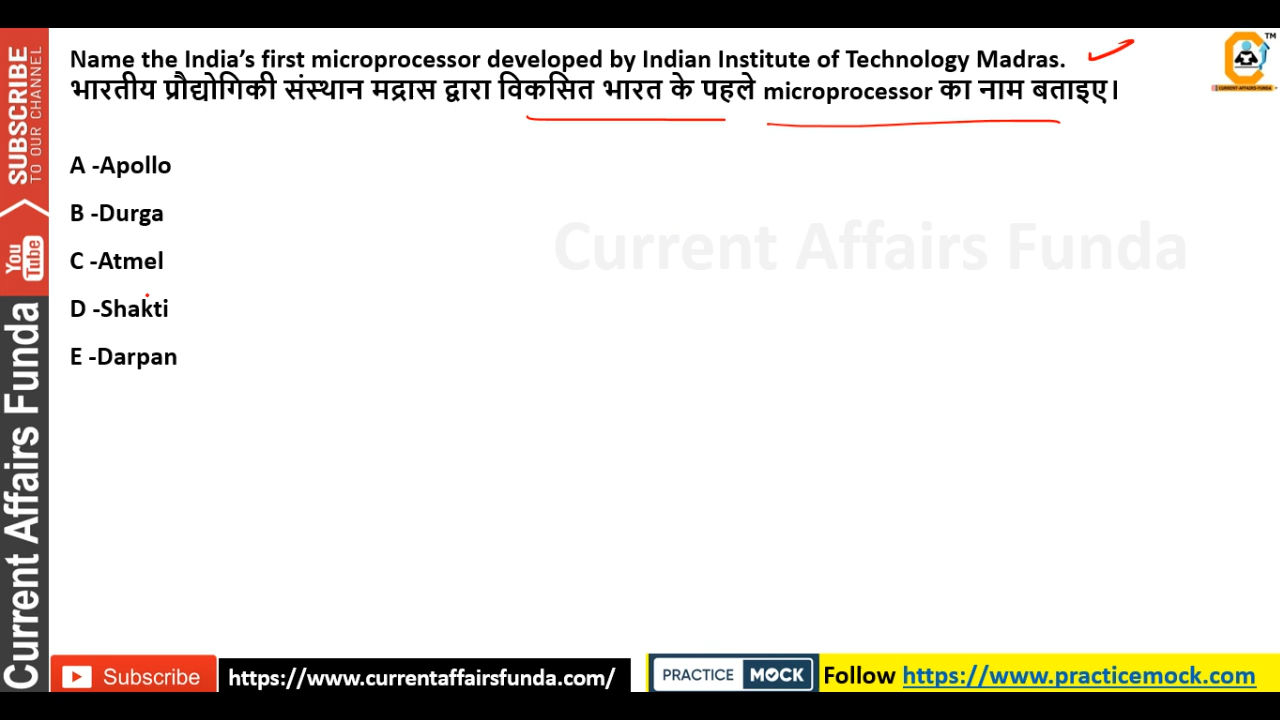 Name the India’s first microprocessor developed by Indian Institute of Technology Madras.
भारतीय प्रौद्योगिकी संस्थान मद्रास द्वारा विकसित भारत के पहले microprocessor का नाम बताइए।
A -Apollo
B -Durga
C -Atmel
D -Shakti
E -Darpan
Current Affairs Funda
SUBSCRIBE
TO OUR CHANNEL
You
Tube
Current Affairs Funda
TM
Subscribe
https://www.currentaffairsfunda.com/
PRACTICE MOCK
Follow https://www.practicemock.com